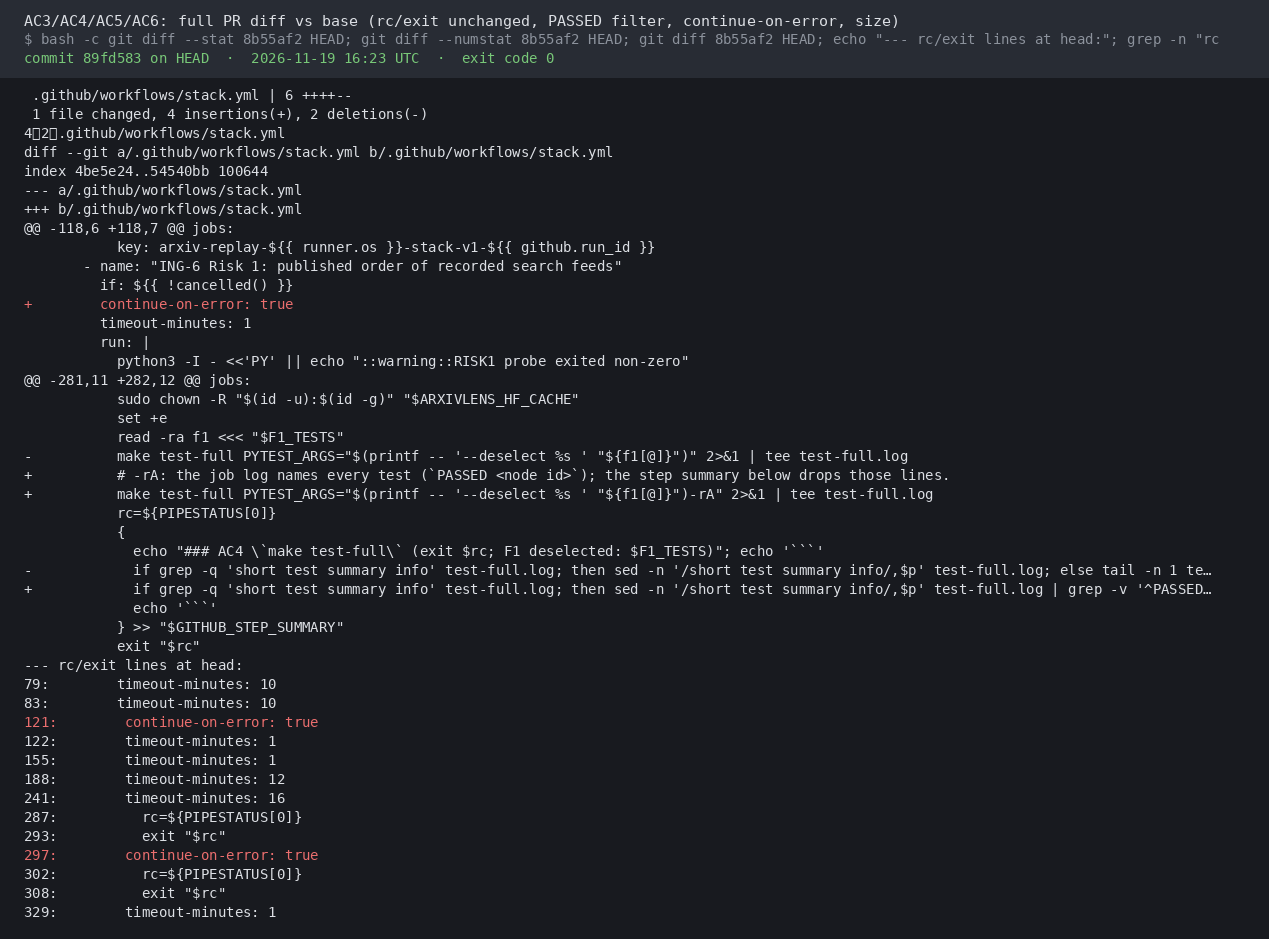 AC3/AC4/AC5/AC6: full PR diff vs base (rc/exit unchanged, PASSED filter, continue-on-error, size)
$ bash -c git diff --stat 8b55af2 HEAD; git diff --numstat 8b55af2 HEAD; git diff 8b55af2 HEAD; echo "--- rc/exit lines at head:"; grep -n "rc
commit 89fd583 on HEAD  ·  2026-11-19 16:23 UTC  ·  exit code 0
 .github/workflows/stack.yml | 6 ++++--
 1 file changed, 4 insertions(+), 2 deletions(-)
4▯2▯.github/workflows/stack.yml
diff --git a/.github/workflows/stack.yml b/.github/workflows/stack.yml
index 4be5e24..54540bb 100644
--- a/.github/workflows/stack.yml
+++ b/.github/workflows/stack.yml
@@ -118,6 +118,7 @@ jobs:
           key: arxiv-replay-${{ runner.os }}-stack-v1-${{ github.run_id }}
       - name: "ING-6 Risk 1: published order of recorded search feeds"
         if: ${{ !cancelled() }}
+        continue-on-error: true
         timeout-minutes: 1
         run: |
           python3 -I - <<'PY' || echo "::warning::RISK1 probe exited non-zero"
@@ -281,11 +282,12 @@ jobs:
           sudo chown -R "$(id -u):$(id -g)" "$ARXIVLENS_HF_CACHE"
           set +e
           read -ra f1 <<< "$F1_TESTS"
-          make test-full PYTEST_ARGS="$(printf -- '--deselect %s ' "${f1[@]}")" 2>&1 | tee test-full.log
+          # -rA: the job log names every test (`PASSED <node id>`); the step summary below drops those lines.
+          make test-full PYTEST_ARGS="$(printf -- '--deselect %s ' "${f1[@]}")-rA" 2>&1 | tee test-full.log
           rc=${PIPESTATUS[0]}
           {
             echo "### AC4 \`make test-full\` (exit $rc; F1 deselected: $F1_TESTS)"; echo '```'
-            if grep -q 'short test summary info' test-full.log; then sed -n '/short test summary info/,$p' test-full.log; else tail -n 1 te…
+            if grep -q 'short test summary info' test-full.log; then sed -n '/short test summary info/,$p' test-full.log | grep -v '^PASSED…
             echo '```'
           } >> "$GITHUB_STEP_SUMMARY"
           exit "$rc"
--- rc/exit lines at head:
79:        timeout-minutes: 10
83:        timeout-minutes: 10
121:        continue-on-error: true
122:        timeout-minutes: 1
155:        timeout-minutes: 1
188:        timeout-minutes: 12
241:        timeout-minutes: 16
287:          rc=${PIPESTATUS[0]}
293:          exit "$rc"
297:        continue-on-error: true
302:          rc=${PIPESTATUS[0]}
308:          exit "$rc"
329:        timeout-minutes: 1